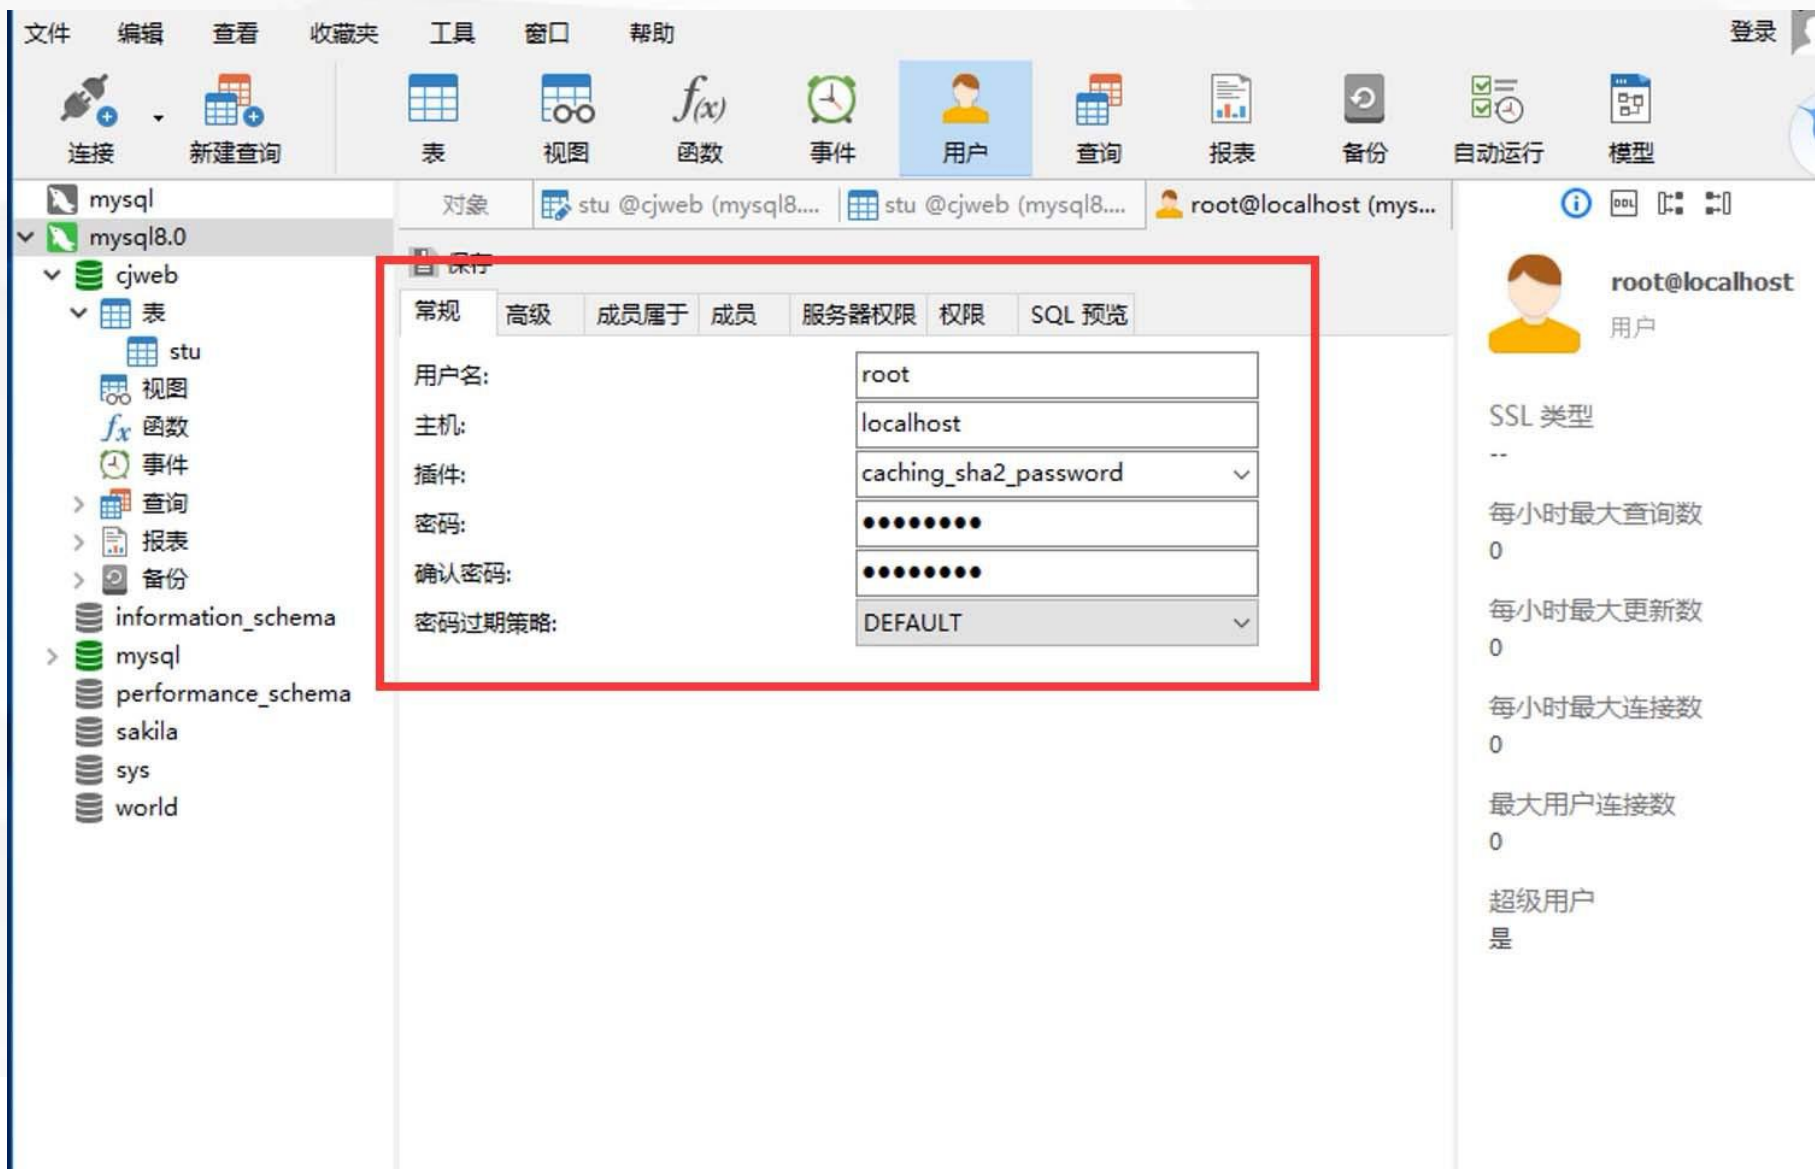 文件 编辑 查看 收藏夹 工具 窗口 帮助 登录
连接 新建查询 表 视图 函数 事件 用户 查询 报表 备份 自动运行 模型
mysql
mysql8.0
cjweb
表
stu
视图
函数
事件
查询
报表
备份
information_schema
mysql
performance_schema
sakila
sys
world
对象 stu @cjweb (mysql8.... stu @cjweb (mysql8.... root@localhost (mys...
保存
常规 高级 成员属于 成员 服务器权限 权限 SQL 预览
用户名: root
主机: localhost
插件: caching_sha2_password
密码: ●●●●●●●●
确认密码: ●●●●●●●●
密码过期策略: DEFAULT
DDL
root@localhost
用户
SSL 类型
--
每小时最大查询数
0
每小时最大更新数
0
每小时最大连接数
0
最大用户连接数
0
超级用户
是